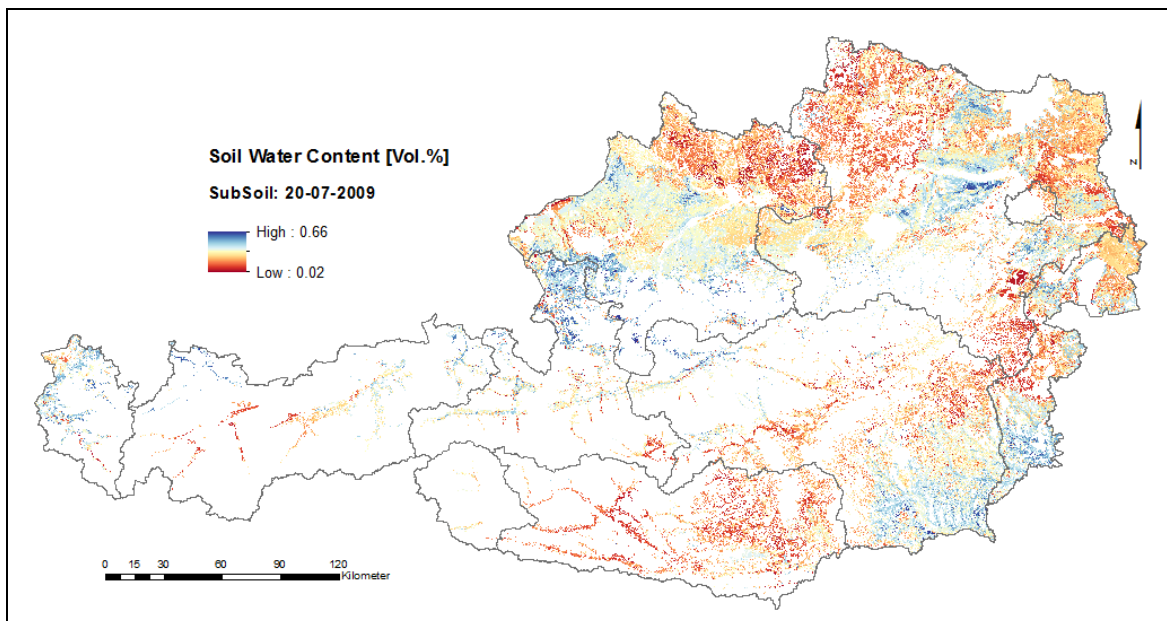 Soil Water Content [Vol.%]
SubSoil: 20-07-2009
High : 0.66
Low : 0.02
N
0 15 30 60 90 120
Kilometer